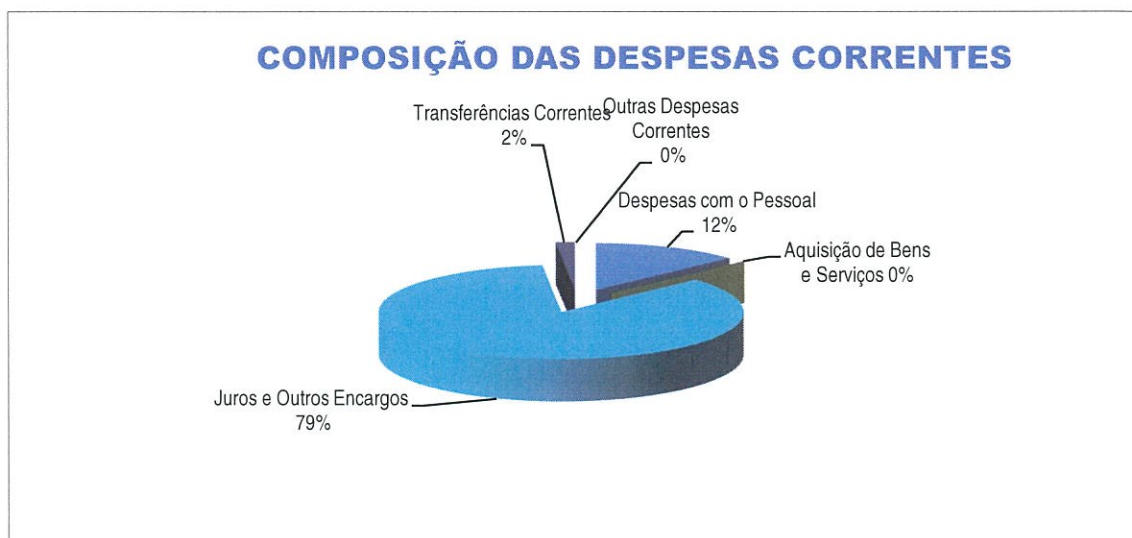 COMPOSIÇÃO DAS DESPESAS CORRENTES
Transferências Correntes
2%
Outras Despesas
Correntes
0%
Despesas com o Pessoal
12%
Aquisição de Bens
e Serviços 0%
Juros e Outros Encargos
79%